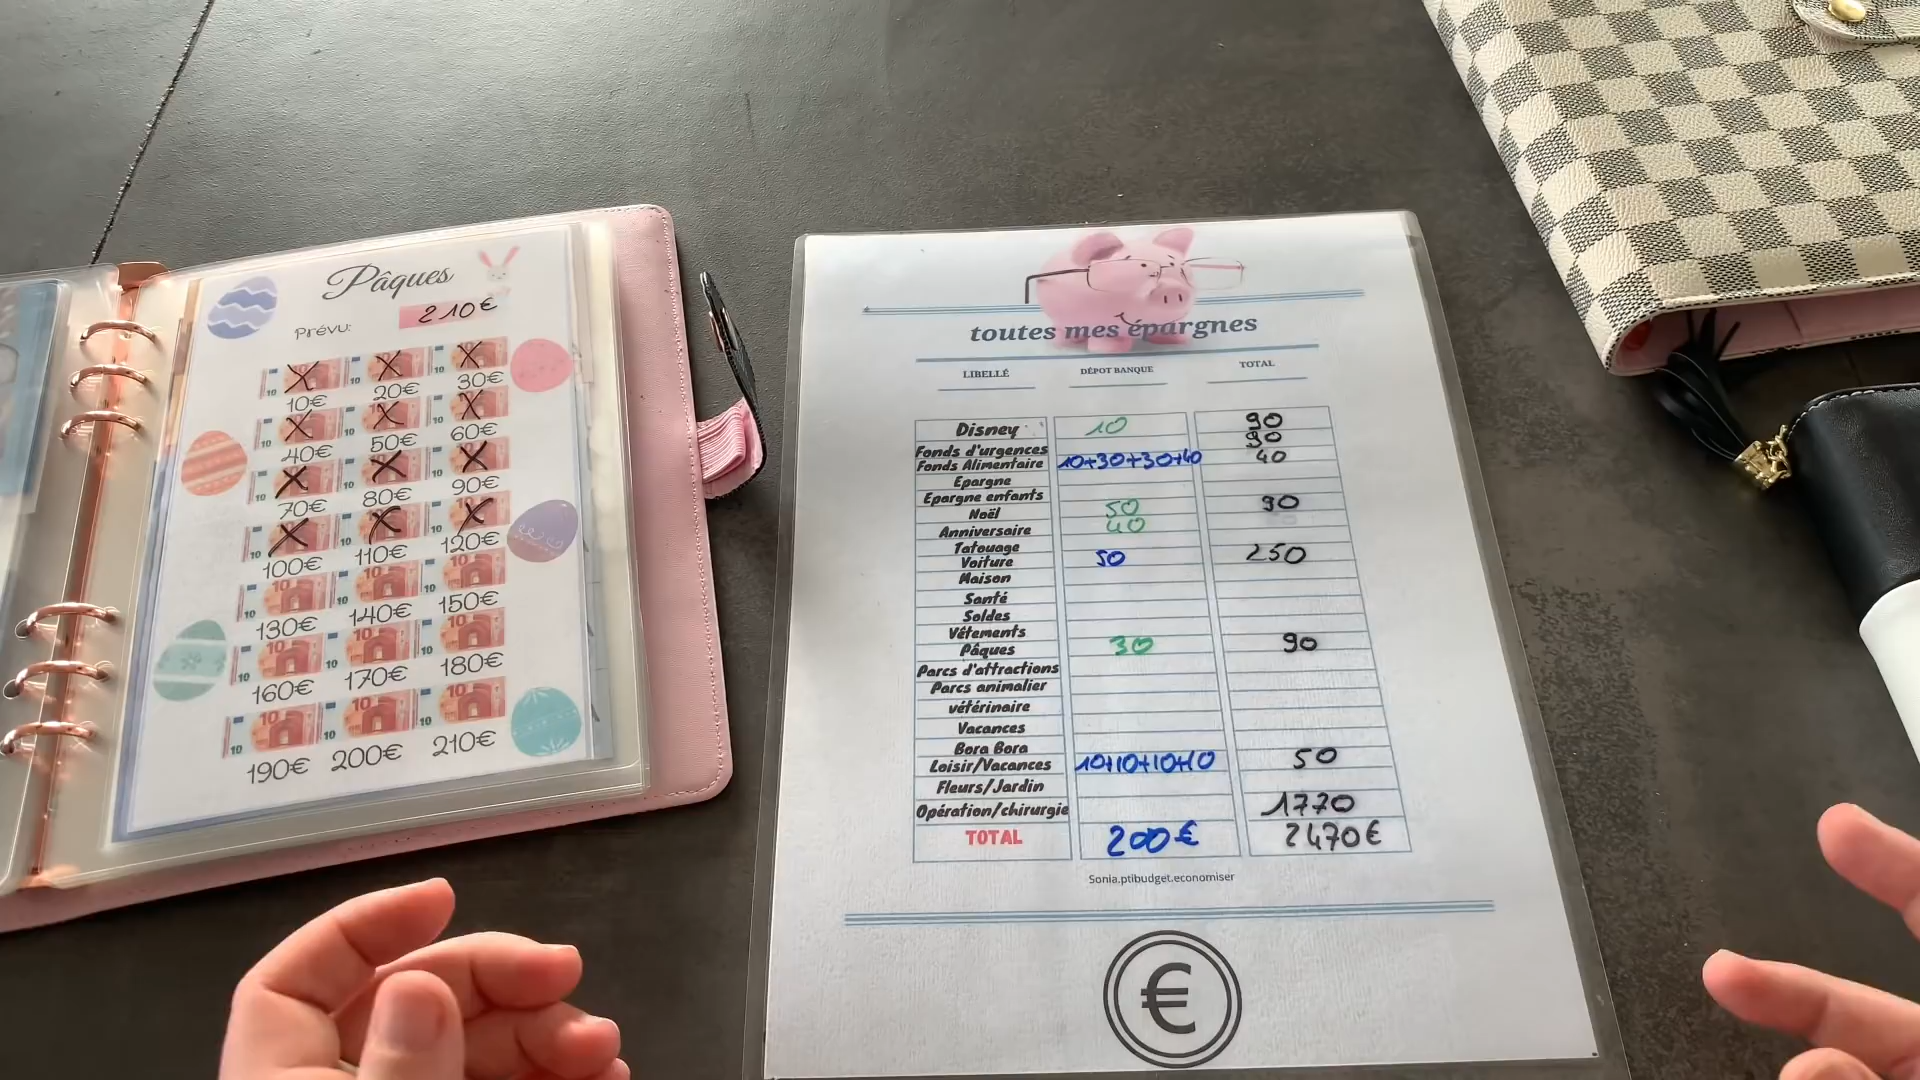 Pâques
Prévu: 210€
10€ 20€ 30€
40€ 50€ 60€
70€ 80€ 90€
100€ 110€ 120€
130€ 140€ 150€
160€ 170€ 180€
190€ 200€ 210€
toutes mes épargnes
LIBELLÉ DÉPOT BANQUE TOTAL
Disney 10 90
Fonds d'urgences 90
Fonds Alimentaire 10+30+30+40 40
Epargne
Epargne enfants
Noël 50 90
Anniversaire 40
Tatouage
Voiture 50 250
Maison
Santé
Soldes
Vêtements
Pâques 30 90
Parcs d'attractions
Parcs animalier
vétérinaire
Vacances
Bora Bora
Loisir/Vacances 10+10+10+10 50
Fleurs/Jardin
Opération/chirurgie 1770
TOTAL 200€ 2470€
Sonia.ptibudget.economiser
€